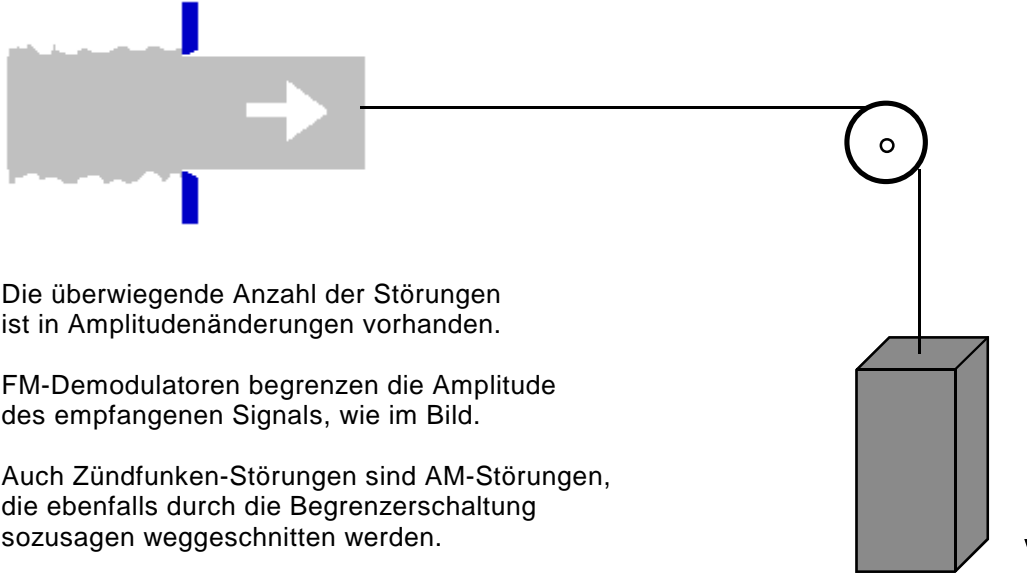 Die überwiegende Anzahl der Störungen
ist in Amplitudenänderungen vorhanden.
FM-Demodulatoren begrenzen die Amplitude
des empfangenen Signals, wie im Bild.
Auch Zündfunken-Störungen sind AM-Störungen,
die ebenfalls durch die Begrenzerschaltung
sozusagen weggeschnitten werden.